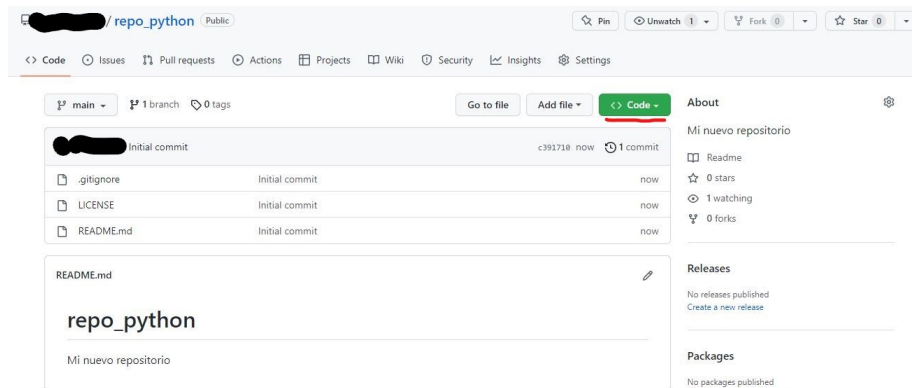 / repo_python Public
Pin
Unwatch 1
Fork 0
Star 0
<> Code
Issues
Pull requests
Actions
Projects
Wiki
Security
Insights
Settings
main
1 branch
0 tags
Go to file
Add file
<> Code
Initial commit
c391710 now
1 commit
.gitignore Initial commit now
LICENSE Initial commit now
README.md Initial commit now
README.md
repo_python
Mi nuevo repositorio
About
Mi nuevo repositorio
Readme
0 stars
1 watching
0 forks
Releases
No releases published
Create a new release
Packages
No packages published